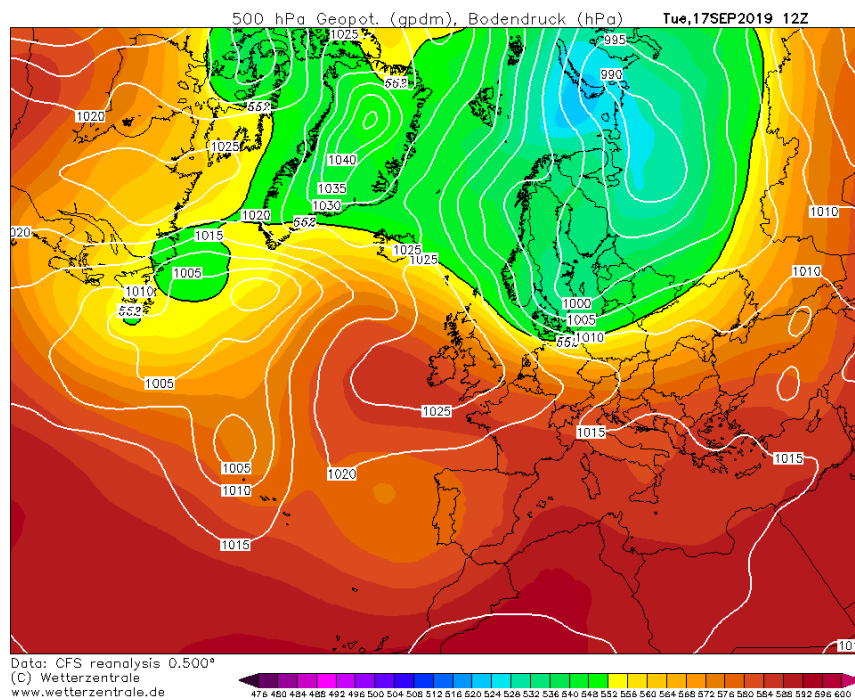 500 hPa Geopot. (gpdm), Bodendruck (hPa) Tue,17SEP2019 12Z
1025 995
552 990
1020 552
1025 1040
1035
1030
1020 552 1010
020 1015 1025
1025
1005 1010
1010 1000
552 1005
552 1010
1005
1025
1015
1005 1020 1015
1010
1015
10
Data: CFS reanalysis 0.500°
(C) Wetterzentrale
www.wetterzentrale.de
476 480 484 488 492 496 500 504 508 512 516 520 524 528 532 536 540 544 548 552 556 560 564 568 572 576 580 584 588 592 596 600